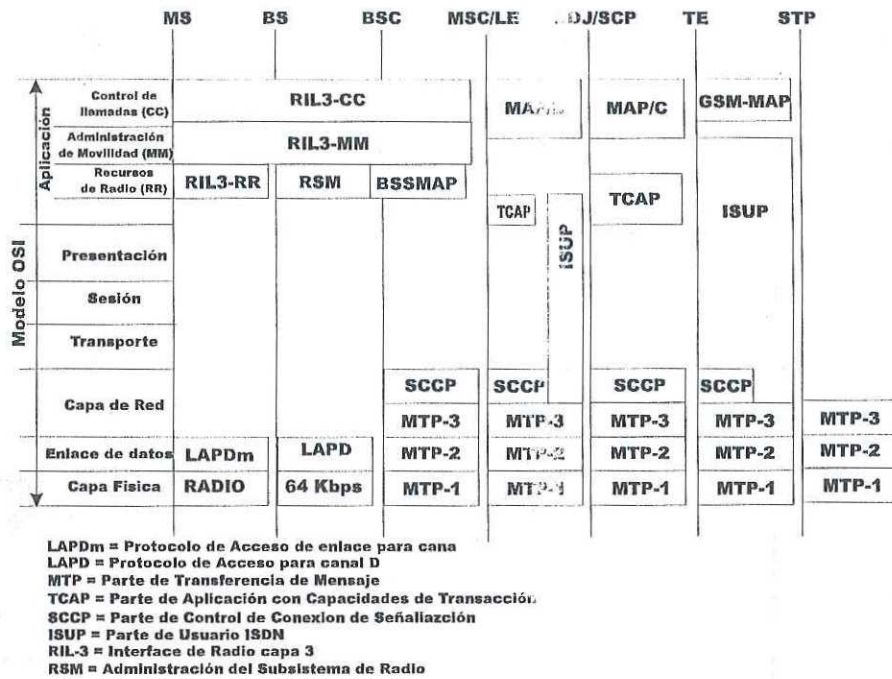 MS BS BSC MSC/LE DJ/SCP TE STP
Modelo OSI
Aplicación
Control de
llamadas (CC)
RIL3-CC
MAP/C
GSM-MAP
Administración
de Movilidad (MM)
RIL3-MM
Recursos
de Radio (RR)
RIL3-RR RSM BSSMAP
TCAP
ISUP
TCAP
ISUP
Presentación
Sesión
Transporte
Capa de Red
SCCP SCCP SCCP SCCP
MTP-3 MTP-3 MTP-3 MTP-3 MTP-3
Enlace de datos LAPDm LAPD MTP-2 MTP-2 MTP-2 MTP-2 MTP-2
Capa Física RADIO 64 Kbps MTP-1 MTP-1 MTP-1 MTP-1 MTP-1
LAPDm = Protocolo de Acceso de enlace para cana
LAPD = Protocolo de Acceso para canal D
MTP = Parte de Transferencia de Mensaje
TCAP = Parte de Aplicación con Capacidades de Transacción
SCCP = Parte de Control de Conexion de Señaliazción
ISUP = Parte de Usuario ISDN
RIL-3 = Interface de Radio capa 3
RSM = Administración del Subsistema de Radio